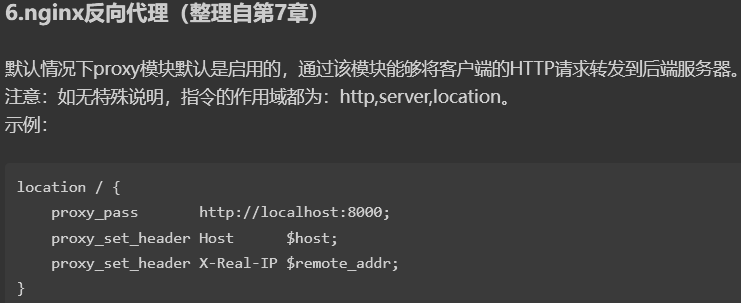 6.nginx反向代理（整理自第7章）
默认情况下proxy模块默认是启用的，通过该模块能够将客户端的HTTP请求转发到后端服务器。
注意：如无特殊说明，指令的作用域都为：http,server,location。
示例：
location / {
    proxy_pass       http://localhost:8000;
    proxy_set_header Host      $host;
    proxy_set_header X-Real-IP $remote_addr;
}